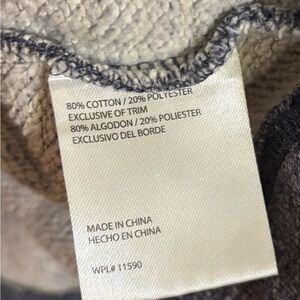 80% COTTON / 20% POLYESTER
EXCLUSIVE OF TRIM
80% ALGODON / 20% POLIESTER
EXCLUSIVO DEL BORDE
MADE IN CHINA
HECHO EN CHINA
WPL# 11590